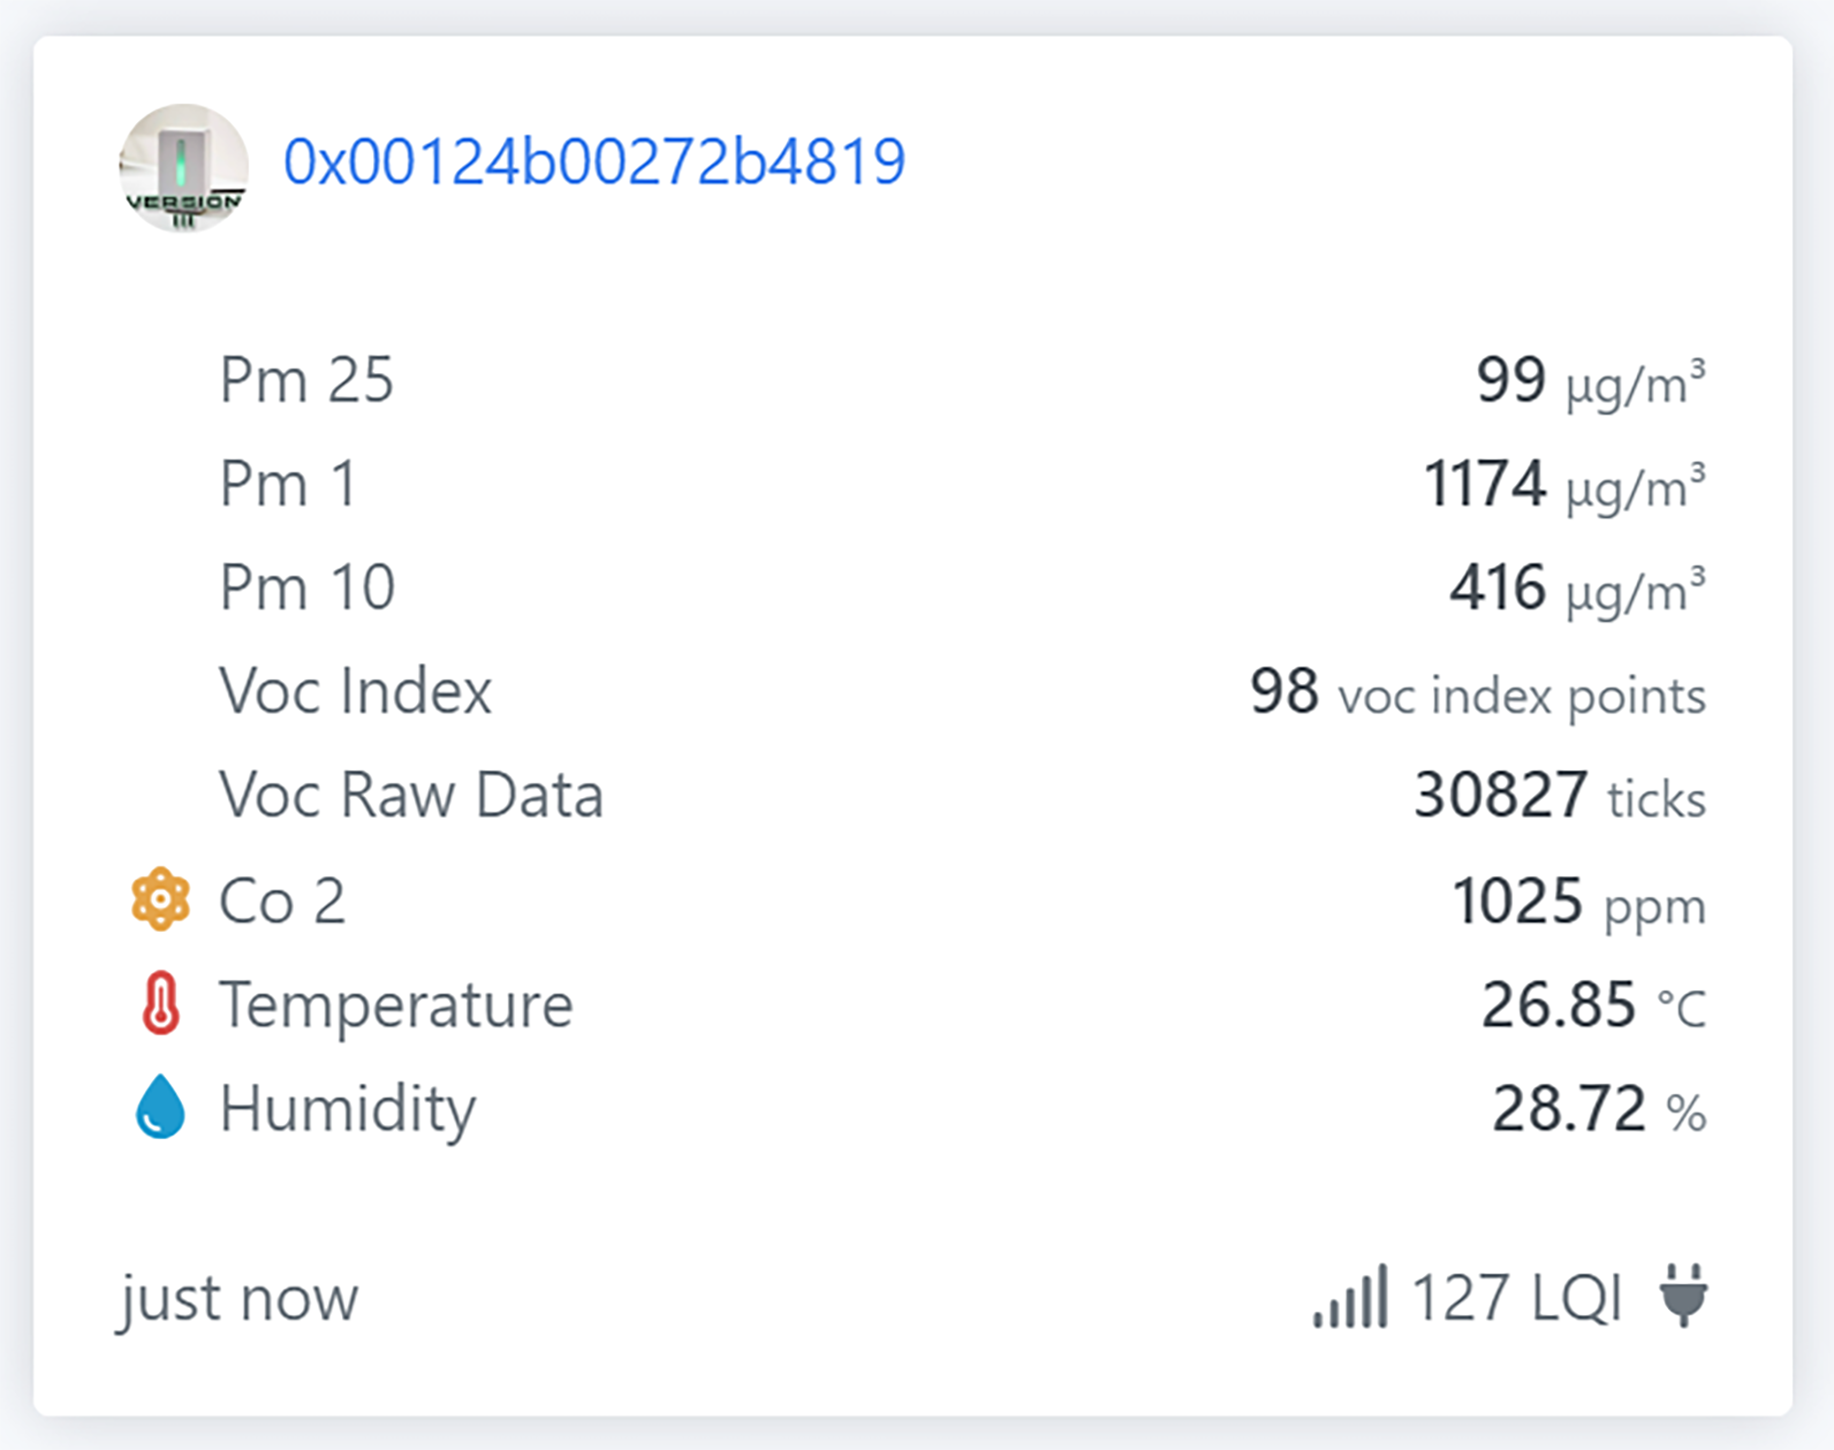 0x00124b00272b4819
VERSION
III
Pm 25 99 µg/m³
Pm 1 1174 µg/m³
Pm 10 416 µg/m³
Voc Index 98 voc index points
Voc Raw Data 30827 ticks
Co 2 1025 ppm
Temperature 26.85 °C
Humidity 28.72 %
just now 127 LQI